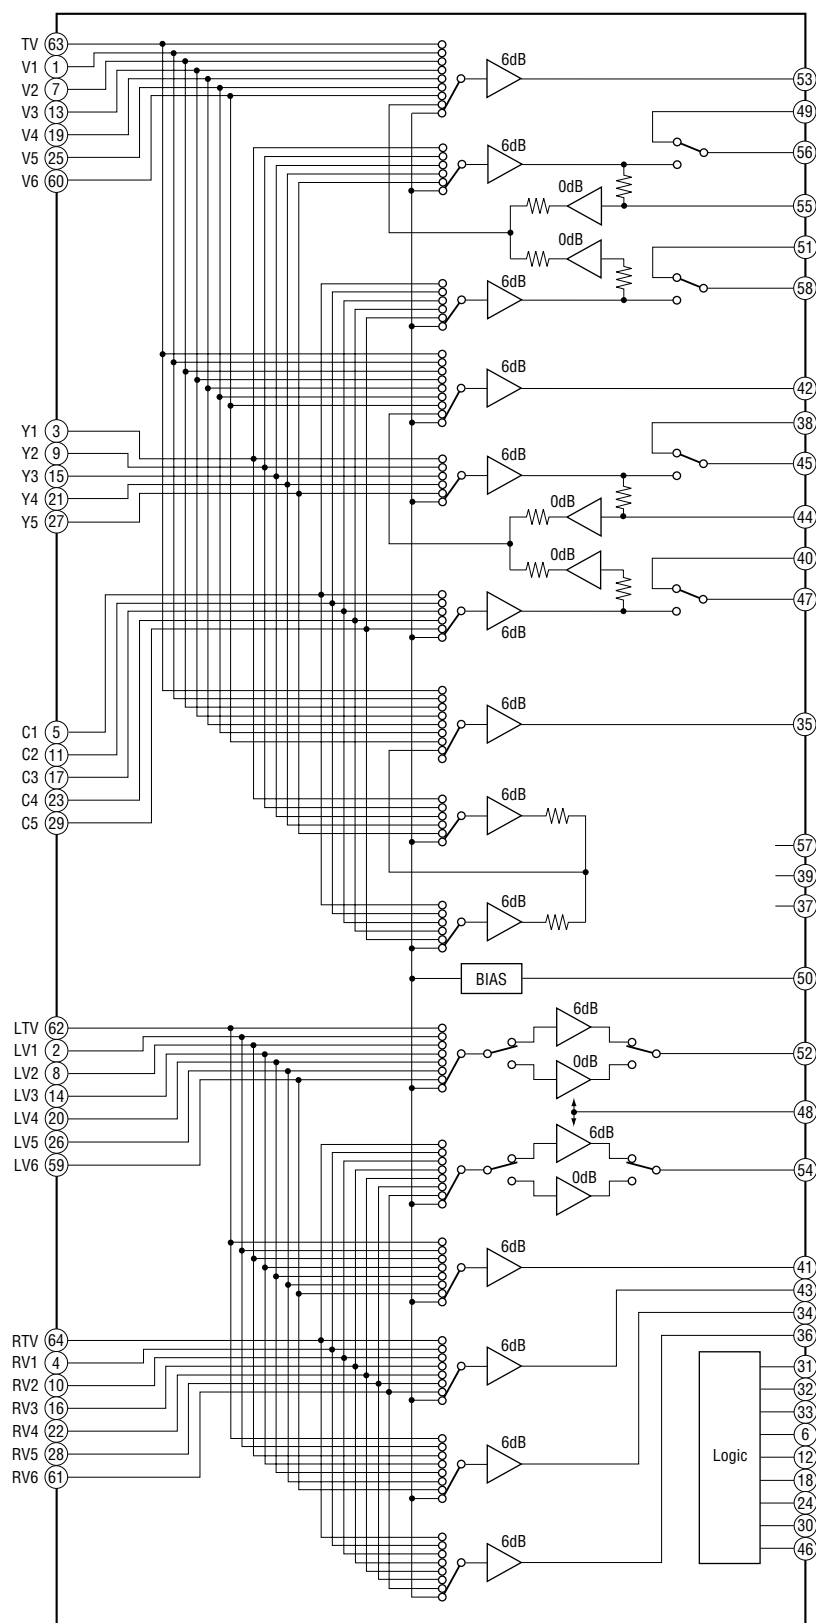 TV 63
V1 1
V2 7
V3 13
V4 19
V5 25
V6 60
6dB
53
49
6dB
56
0dB
55
51
0dB
58
6dB
6dB
42
38
Y1 3
Y2 9
Y3 15
Y4 21
Y5 27
6dB
45
0dB
44
40
0dB
47
6dB
6dB
35
C1 5
C2 11
C3 17
C4 23
C5 29
6dB
57
39
37
6dB
BIAS
50
LTV 62
LV1 2
LV2 8
LV3 14
LV4 20
LV5 26
LV6 59
6dB
52
0dB
48
6dB
54
0dB
6dB
41
43
34
36
RTV 64
RV1 4
RV2 10
RV3 16
RV4 22
RV5 28
RV6 61
6dB
6dB
6dB
Logic
31
32
33
6
12
18
24
30
46